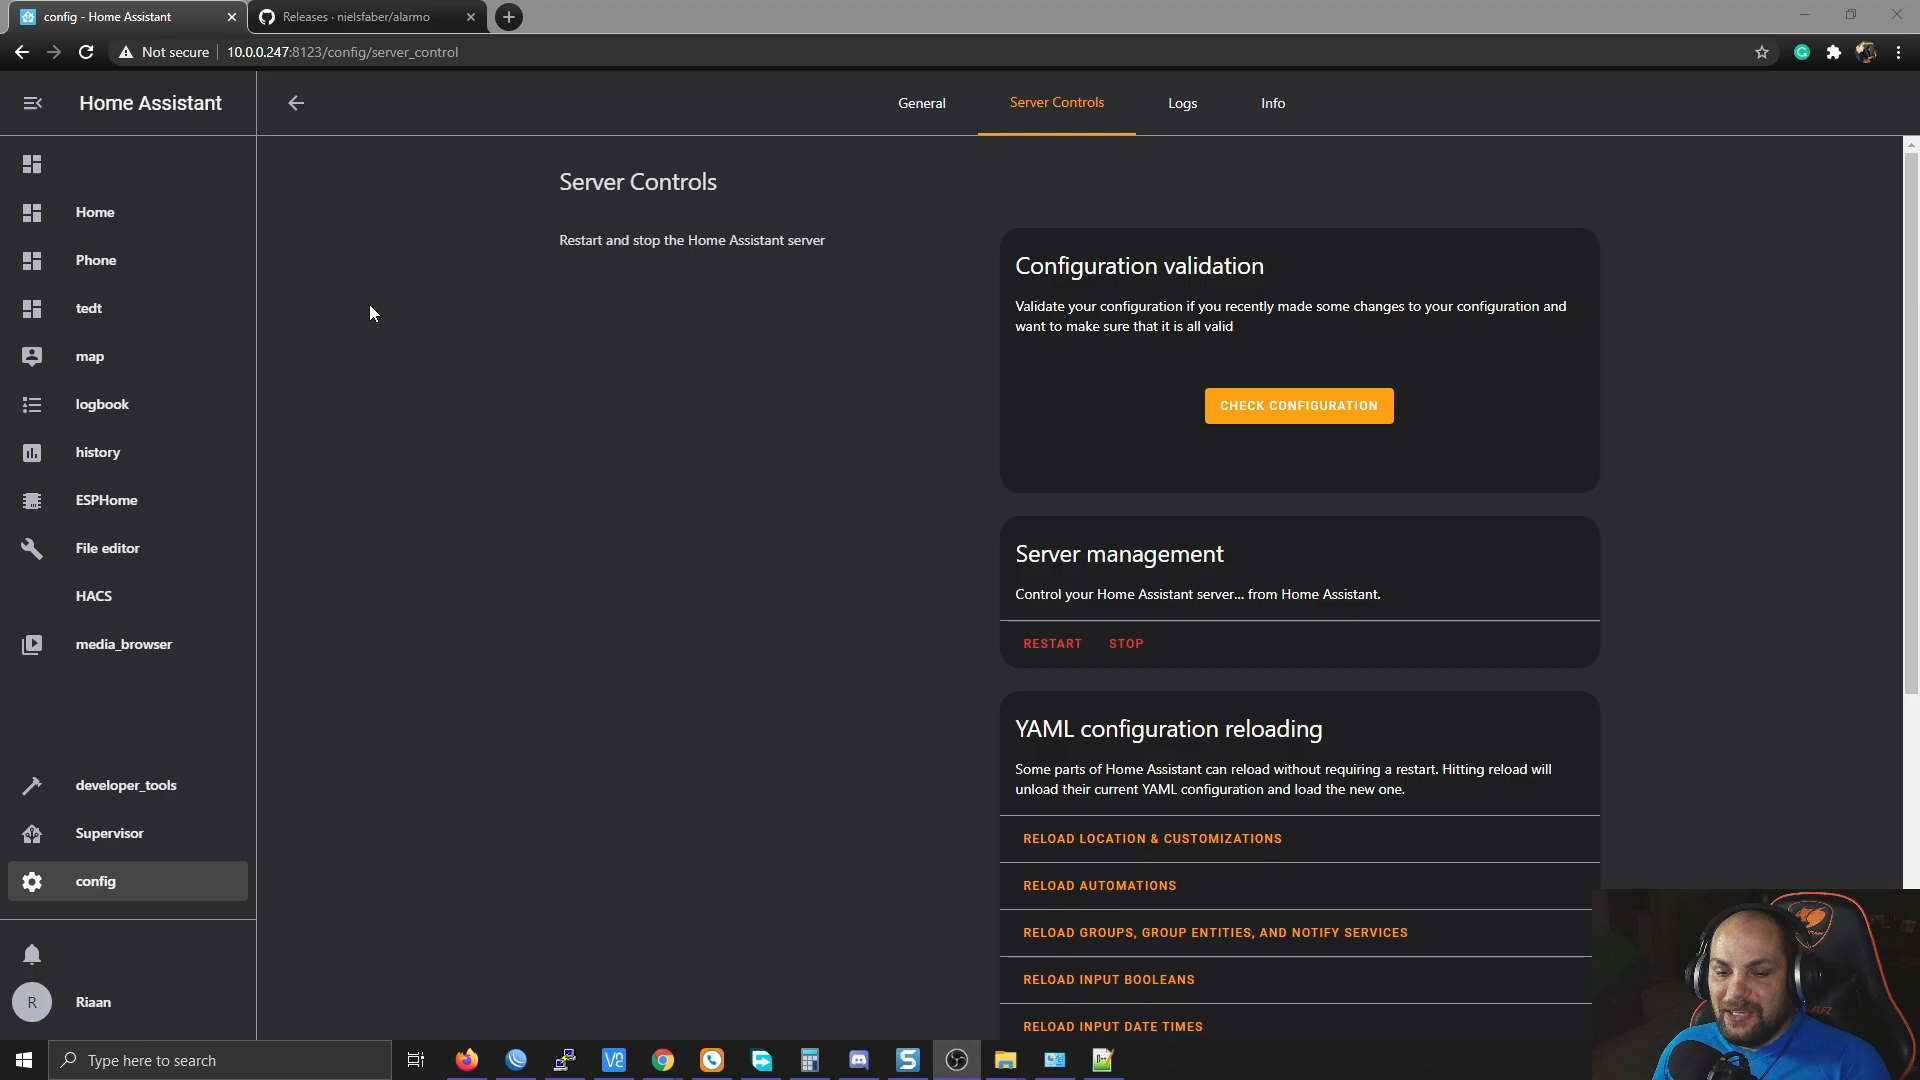 config - Home Assistant
Releases · nielsfaber/alarmo
Not secure
10.0.0.247:8123/config/server_control
Home Assistant
General
Server Controls
Logs
Info
Home
Phone
tedt
map
logbook
history
ESPHome
File editor
HACS
media_browser
developer_tools
Supervisor
config
R
Riaan
Server Controls
Restart and stop the Home Assistant server
Configuration validation
Validate your configuration if you recently made some changes to your configuration and
want to make sure that it is all valid
CHECK CONFIGURATION
Server management
Control your Home Assistant server... from Home Assistant.
RESTART STOP
YAML configuration reloading
Some parts of Home Assistant can reload without requiring a restart. Hitting reload will
unload their current YAML configuration and load the new one.
RELOAD LOCATION & CUSTOMIZATIONS
RELOAD AUTOMATIONS
RELOAD GROUPS, GROUP ENTITIES, AND NOTIFY SERVICES
RELOAD INPUT BOOLEANS
RELOAD INPUT DATE TIMES
Type here to search